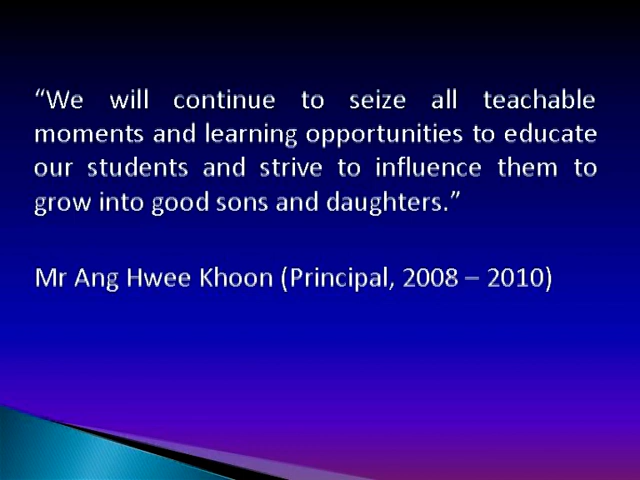 “We will continue to seize all teachable
moments and learning opportunities to educate
our students and strive to influence them to
grow into good sons and daughters.”
Mr Ang Hwee Khoon (Principal, 2008 – 2010)